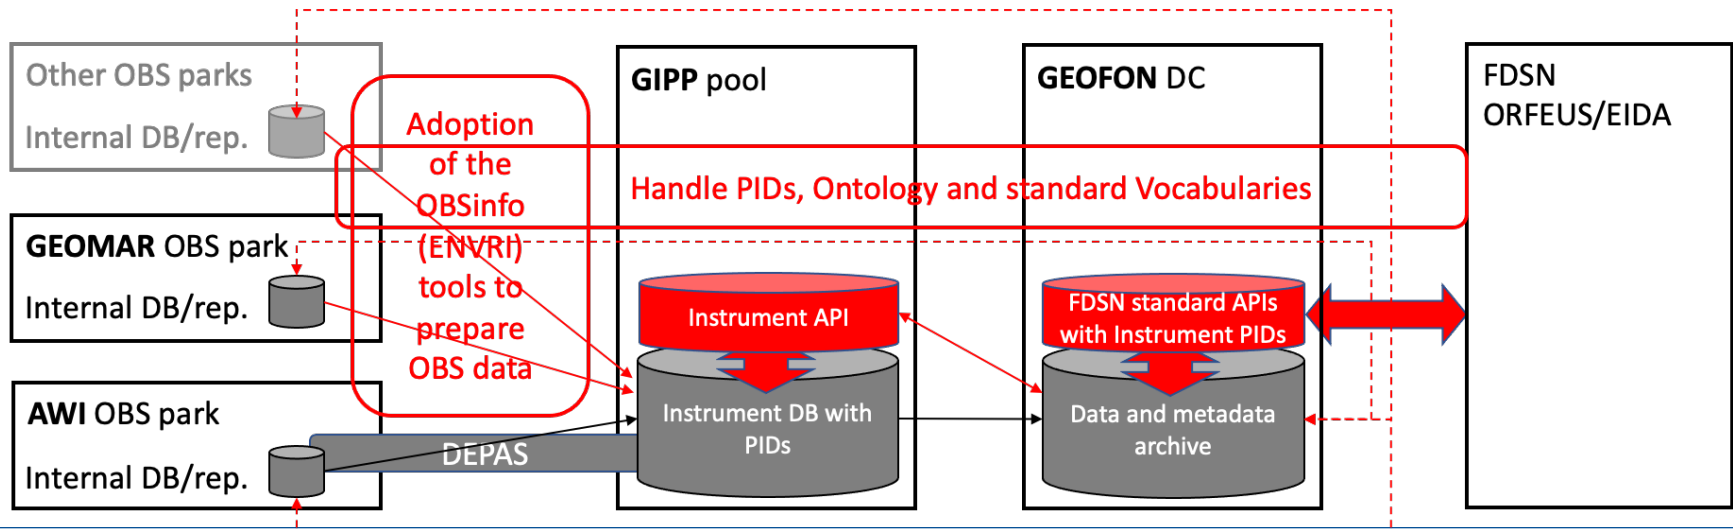 Other OBS parks
Internal DB/rep.
GEOMAR OBS park
Internal DB/rep.
AWI OBS park
Internal DB/rep.
Adoption
of the
OBSinfo
(ENVRI)
tools to
prepare
OBS data
DEPAS
GIPP pool
Handle PIDs, Ontology and standard Vocabularies
Instrument API
Instrument DB with
PIDs
GEOFON DC
FDSN standard APIs
with Instrument PIDs
Data and metadata
archive
FDSN
ORFEUS/EIDA